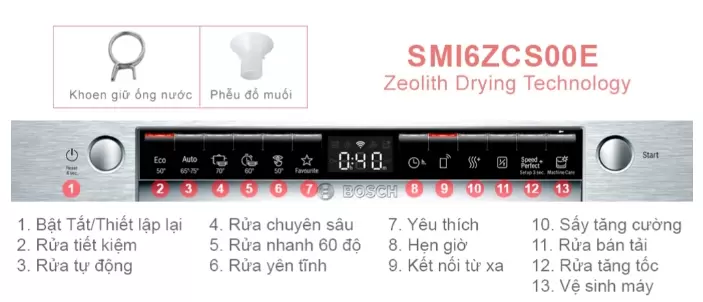 SMI6ZCS00E
Zeolith Drying Technology
Khoen giữ ống nước
Phễu đổ muối
Reset 4 sec.
Eco 50°
Auto 65°-75°
70°
60°
50°
Favourite
0:40
h
Speed Perfect+
Setup 3 sec.
Machine Care
Start
1 2 3 4 5 6 7 8 9 10 11 12 13
BOSCH
1. Bật Tắt/Thiết lập lại
2. Rửa tiết kiệm
3. Rửa tự động
4. Rửa chuyên sâu
5. Rửa nhanh 60 độ
6. Rửa yên tĩnh
7. Yêu thích
8. Hẹn giờ
9. Kết nối từ xa
10. Sấy tăng cường
11. Rửa bán tải
12. Rửa tăng tốc
13. Vệ sinh máy